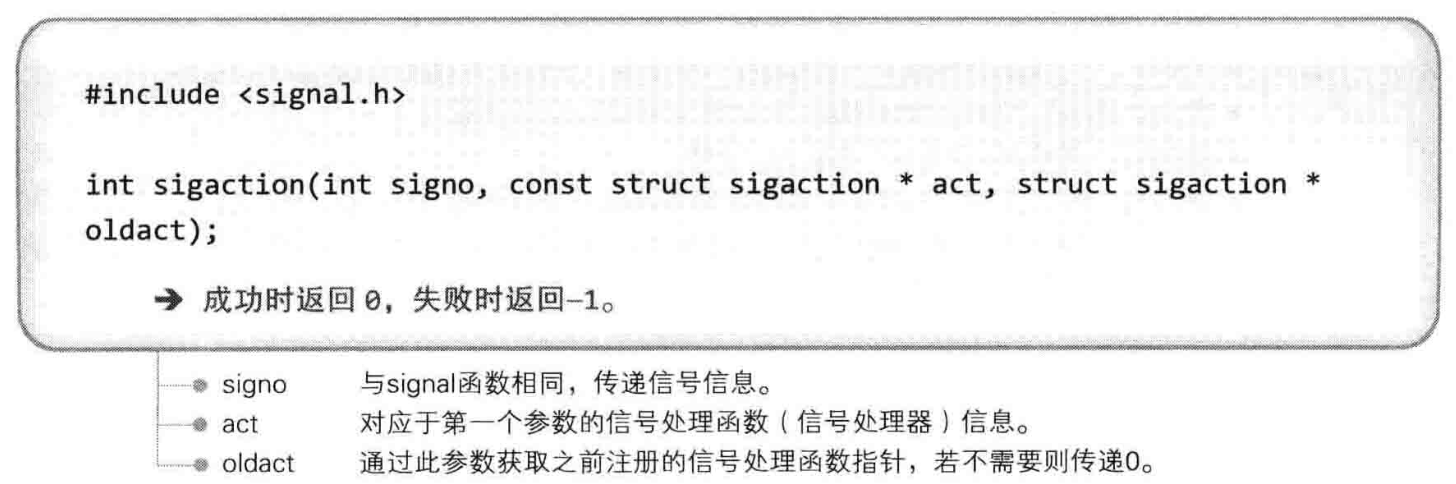 #include <signal.h>
int sigaction(int signo, const struct sigaction * act, struct sigaction *
oldact);
➔ 成功时返回 0，失败时返回–1。
signo 与signal函数相同，传递信号信息。
act 对应于第一个参数的信号处理函数（信号处理器）信息。
oldact 通过此参数获取之前注册的信号处理函数指针，若不需要则传递0。